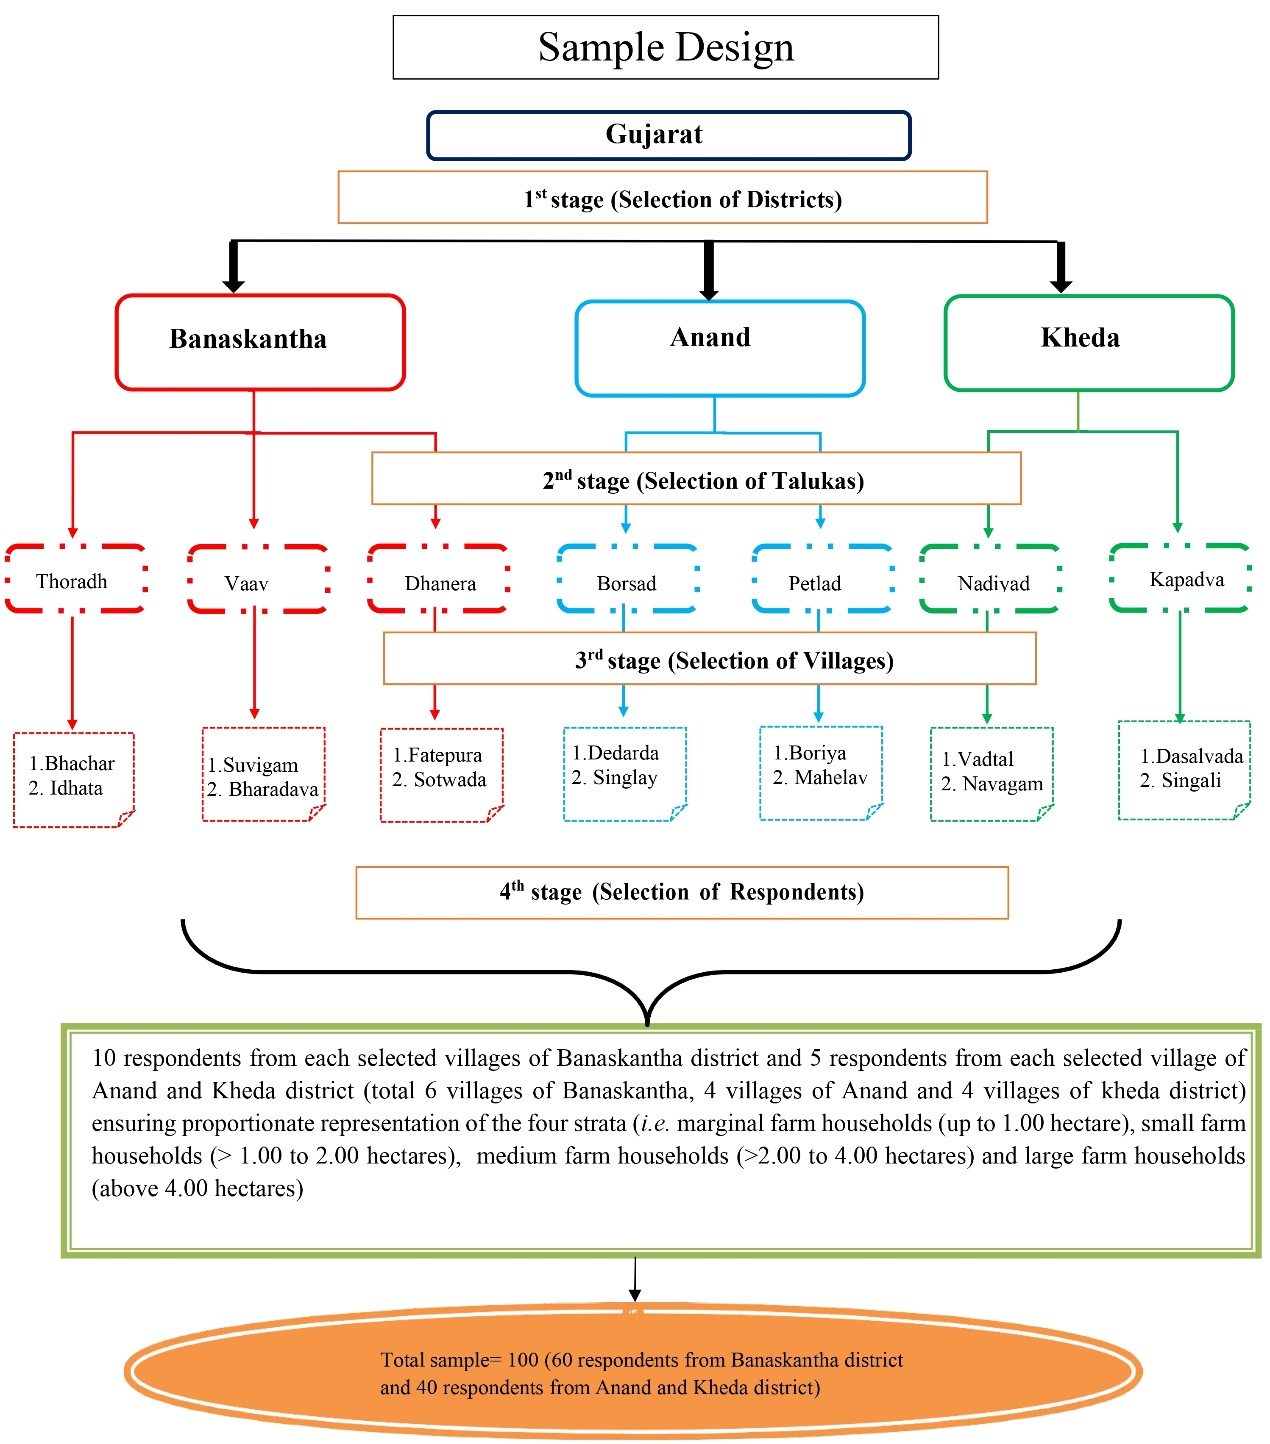 Sample Design
Gujarat
1st stage (Selection of Districts)
Banaskantha
Anand
Kheda
2nd stage (Selection of Talukas)
Thoradh
Vaav
Dhanera
Borsad
Petlad
Nadivad
Kapadva
3rd stage (Selection of Villages)
1.Bhachar
2. Idhata
1.Suvigam
2. Bharadava
1.Fatepura
2. Sotwada
1.Dedarda
2. Singlay
1.Boriya
2. Mahelav
1.Vadtal
2. Navagam
1.Dasalvada
2. Singali
4th stage (Selection of Respondents)
10 respondents from each selected villages of Banaskantha district and 5 respondents from each selected village of
Anand and Kheda district (total 6 villages of Banaskantha, 4 villages of Anand and 4 villages of kheda district)
ensuring proportionate representation of the four strata (i.e. marginal farm households (up to 1.00 hectare), small farm
households (> 1.00 to 2.00 hectares), medium farm households (>2.00 to 4.00 hectares) and large farm households
(above 4.00 hectares)
Total sample= 100 (60 respondents from Banaskantha district
and 40 respondents from Anand and Kheda district)